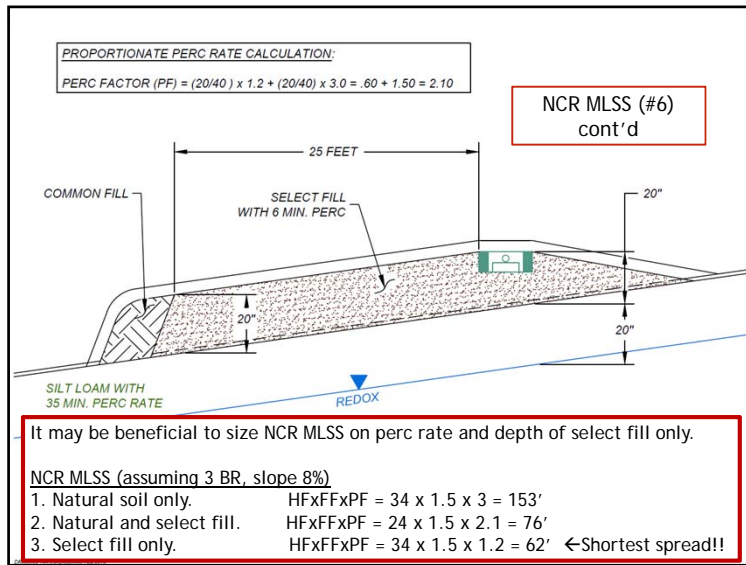 PROPORTIONATE PERC RATE CALCULATION:
PERC FACTOR (PF) = (20/40 ) x 1.2 + (20/40) x 3.0 = .60 + 1.50 = 2.10
NCR MLSS (#6)
cont'd
25 FEET
COMMON FILL
SELECT FILL
WITH 6 MIN. PERC
20"
20"
20"
SILT LOAM WITH
35 MIN. PERC RATE
REDOX
It may be beneficial to size NCR MLSS on perc rate and depth of select fill only.
NCR MLSS (assuming 3 BR, slope 8%)
1. Natural soil only. HFxFFxPF = 34 x 1.5 x 3 = 153’
2. Natural and select fill. HFxFFxPF = 24 x 1.5 x 2.1 = 76’
3. Select fill only. HFxFFxPF = 34 x 1.5 x 1.2 = 62’ ←Shortest spread!!